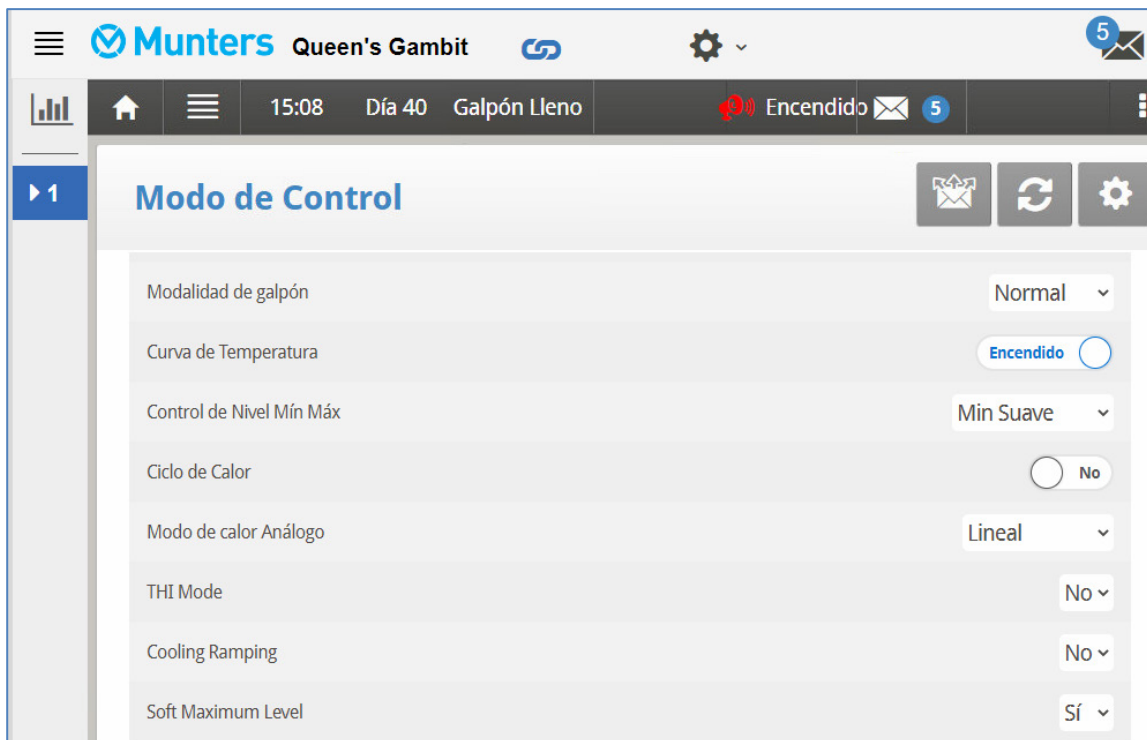 Munters Queen's Gambit 5
15:08 Día 40 Galpón Lleno Encendido 5
1
Modo de Control
Modalidad de galpón Normal
Curva de Temperatura Encendido
Control de Nivel Mín Máx Min Suave
Ciclo de Calor No
Modo de calor Análogo Lineal
THI Mode No
Cooling Ramping No
Soft Maximum Level Sí